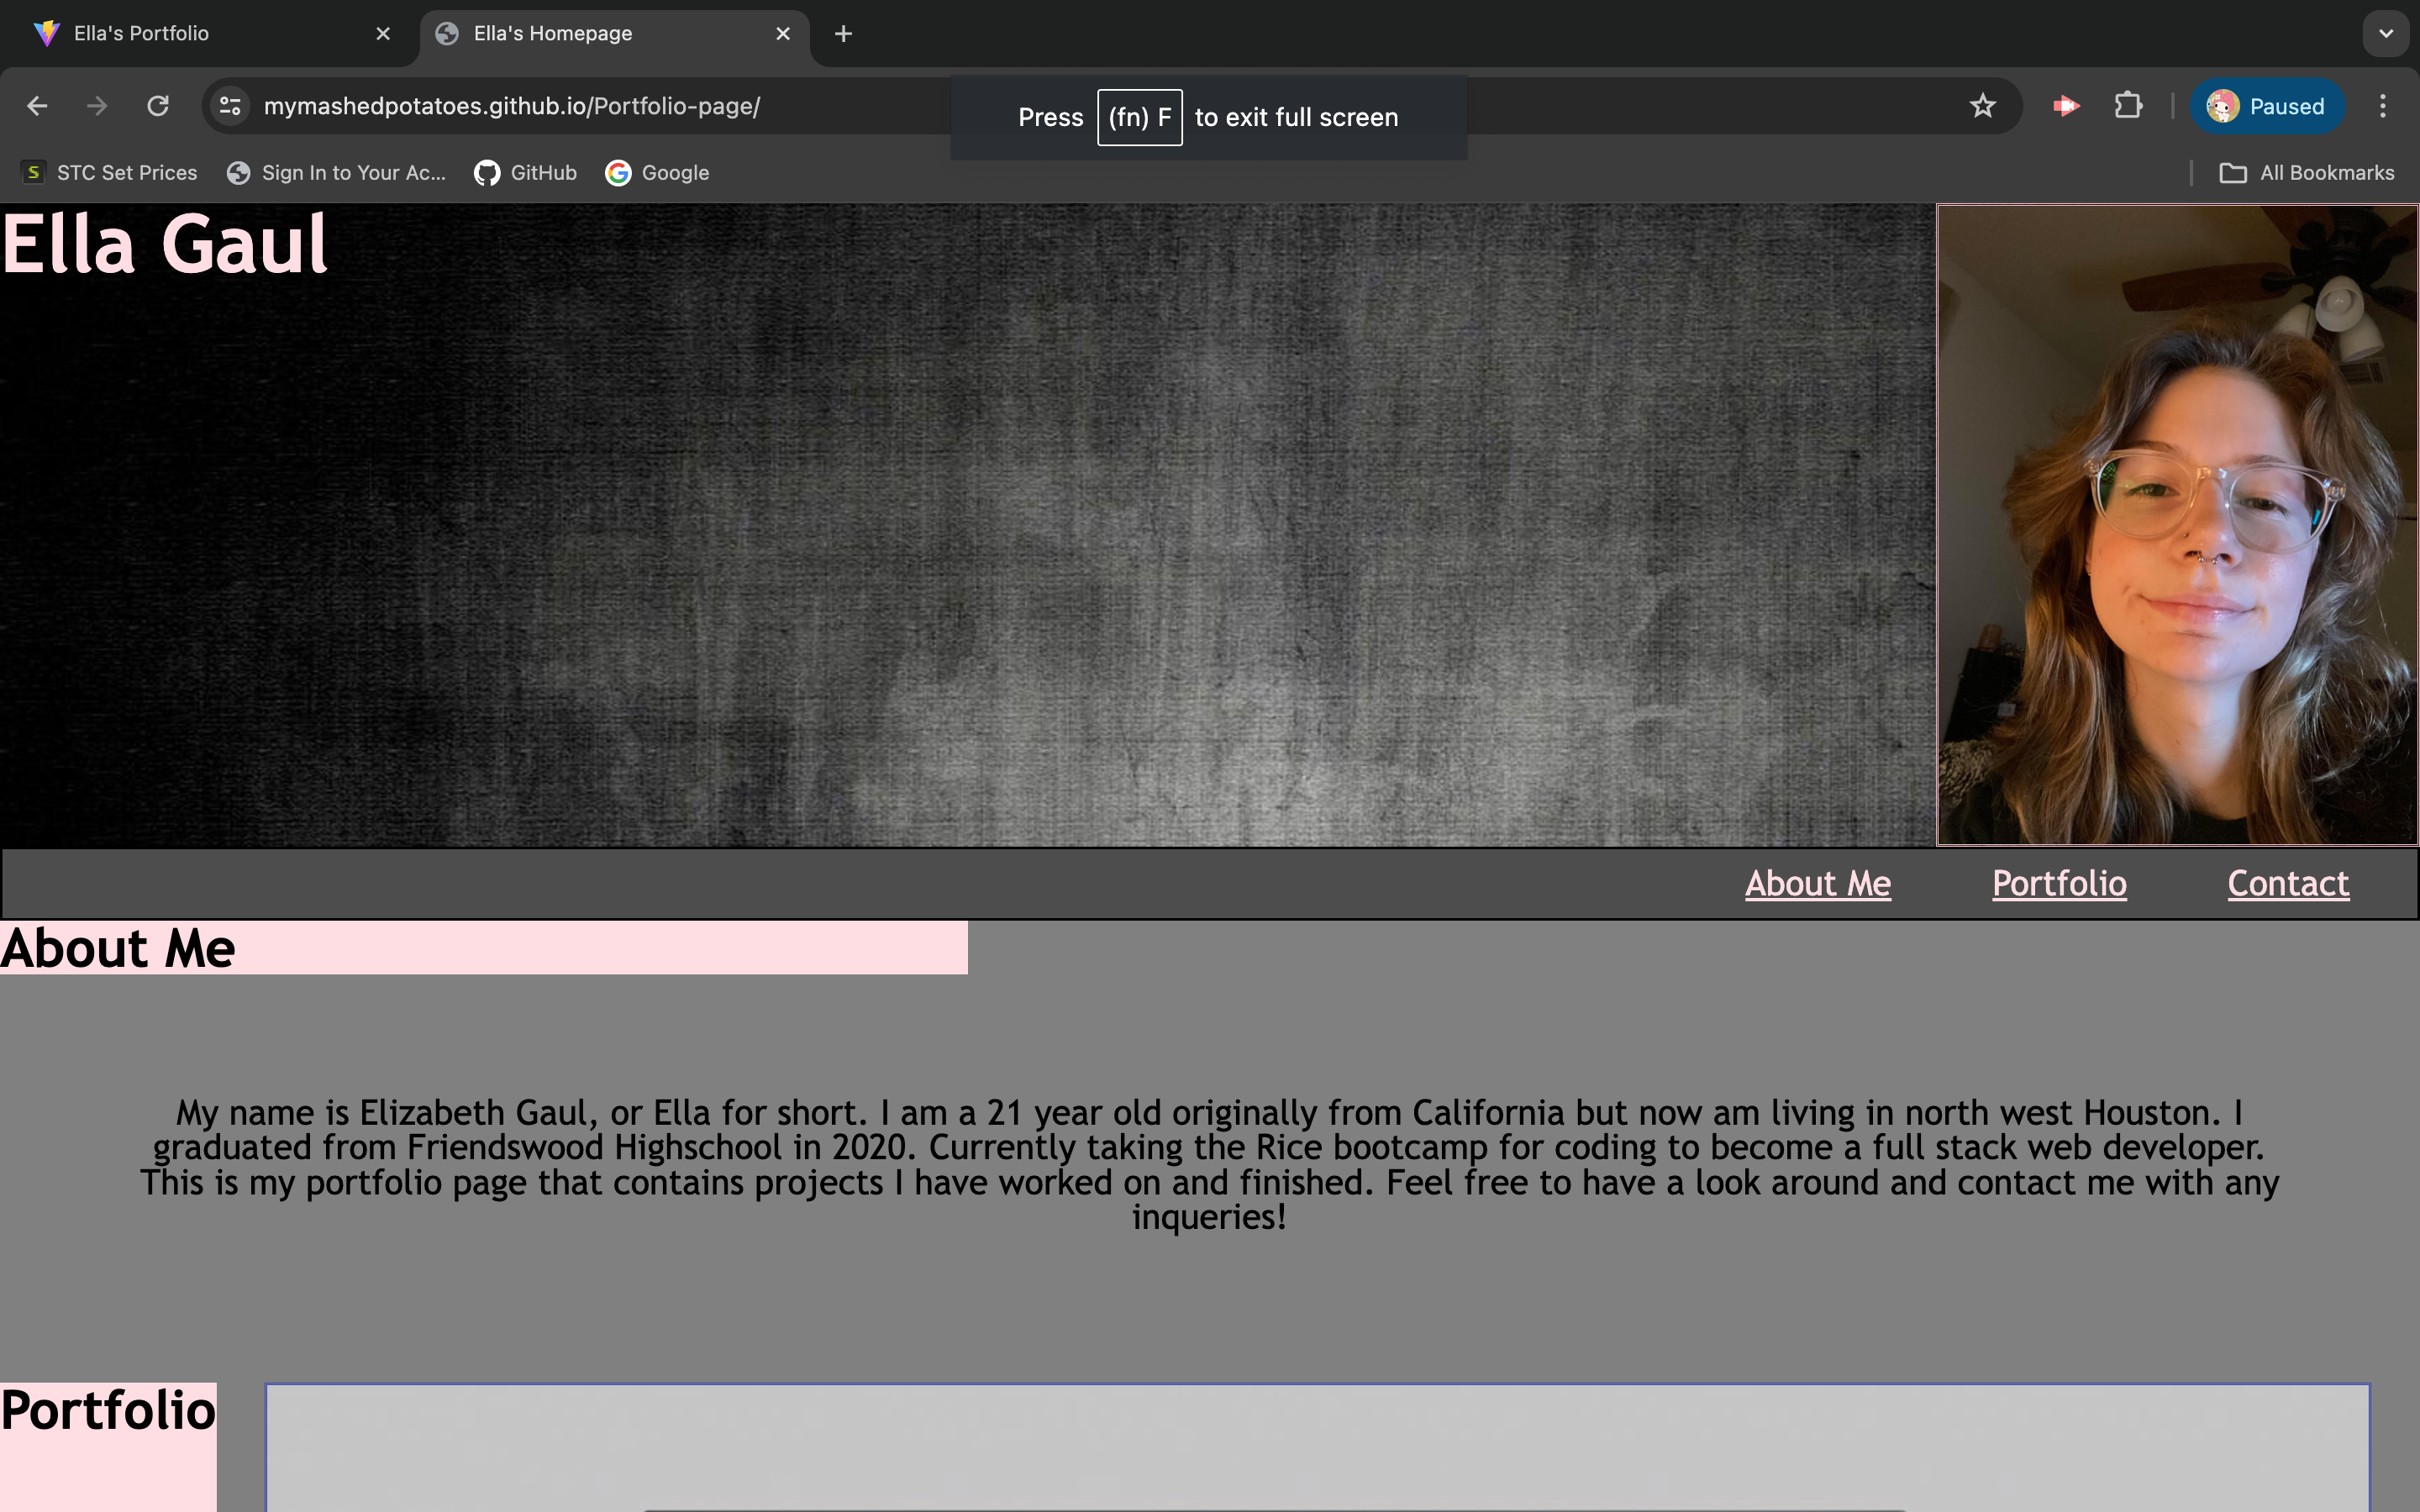 Ella's Portfolio
Ella's Homepage
mymashedpotatoes.github.io/Portfolio-page/
Press (fn) F to exit full screen
Paused
S STC Set Prices
Sign In to Your Ac...
GitHub
G Google
All Bookmarks
Ella Gaul
About Me
Portfolio
Contact
About Me
My name is Elizabeth Gaul, or Ella for short. I am a 21 year old originally from California but now am living in north west Houston. I
graduated from Friendswood Highschool in 2020. Currently taking the Rice bootcamp for coding to become a full stack web developer.
This is my portfolio page that contains projects I have worked on and finished. Feel free to have a look around and contact me with any
inqueries!
Portfolio